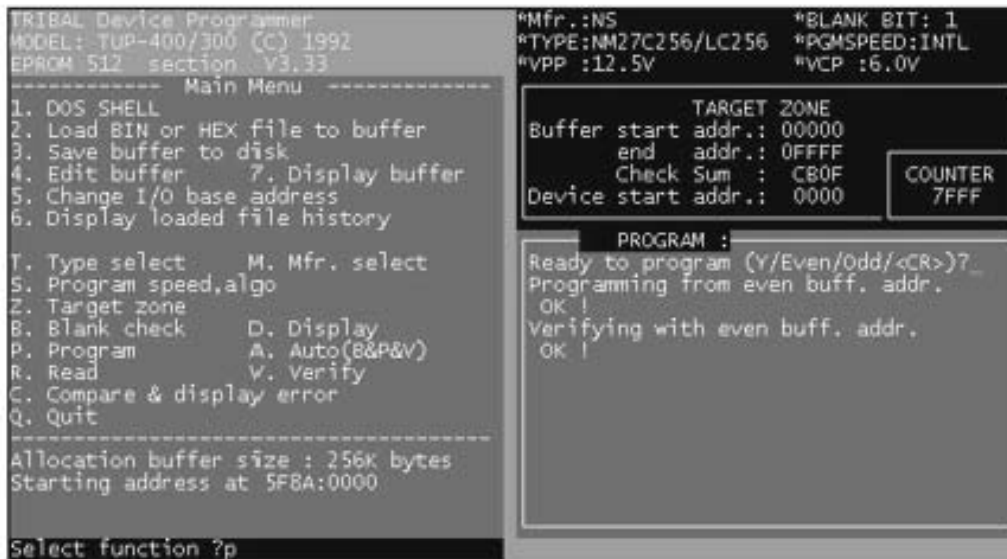 TRIBAL Device Programmer
MODEL: TUP-400/300 (C) 1992
EPROM 512 section V3.33
------------ Main Menu -------------
1. DOS SHELL
2. Load BIN or HEX file to buffer
3. Save buffer to disk
4. Edit buffer 7. Display buffer
5. Change I/O base address
6. Display loaded file history
T. Type select M. Mfr. select
S. Program speed,algo
Z. Target zone
B. Blank check D. Display
P. Program A. Auto(B&P&V)
R. Read V. Verify
C. Compare & display error
Q. Quit
----------------------------------------
Allocation buffer size : 256K bytes
Starting address at 5F8A:0000
Select function ?p
*Mfr.:NS *BLANK BIT: 1
*TYPE:NM27C256/LC256 *PGMSPEED:INTL
*VPP :12.5V *VCP :6.0V
TARGET ZONE
Buffer start addr.: 00000
end addr.: 0FFFF
Check Sum : CB0F
Device start addr.: 0000
COUNTER
7FFF
PROGRAM :
Ready to program (Y/Even/Odd/<CR>)?_
Programming from even buff. addr.
OK !
Verifying with even buff. addr.
OK !